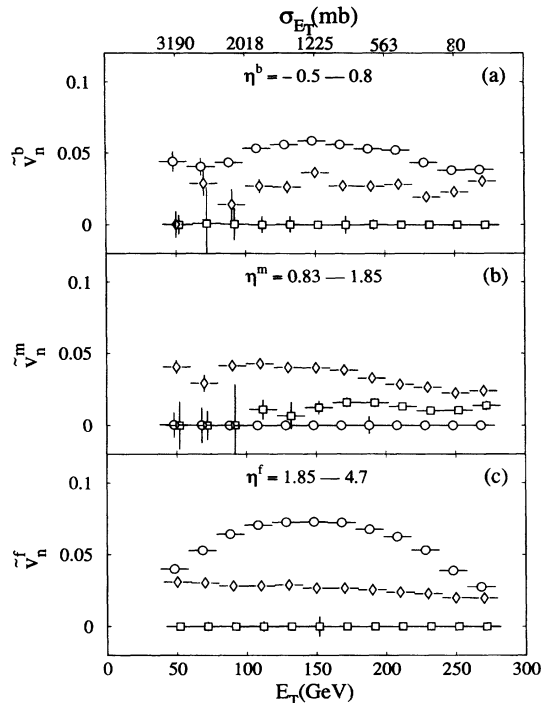 σ_{E_T}(mb)
3190 2018 1225 563 80
η^b = − 0.5 — 0.8 (a)
0.1
0.05
0
ṽ_n^b
η^m = 0.83 — 1.85 (b)
0.1
0.05
0
ṽ_n^m
η^f = 1.85 — 4.7 (c)
0.1
0.05
0
ṽ_n^f
0 50 100 150 200 250 300
E_T(GeV)